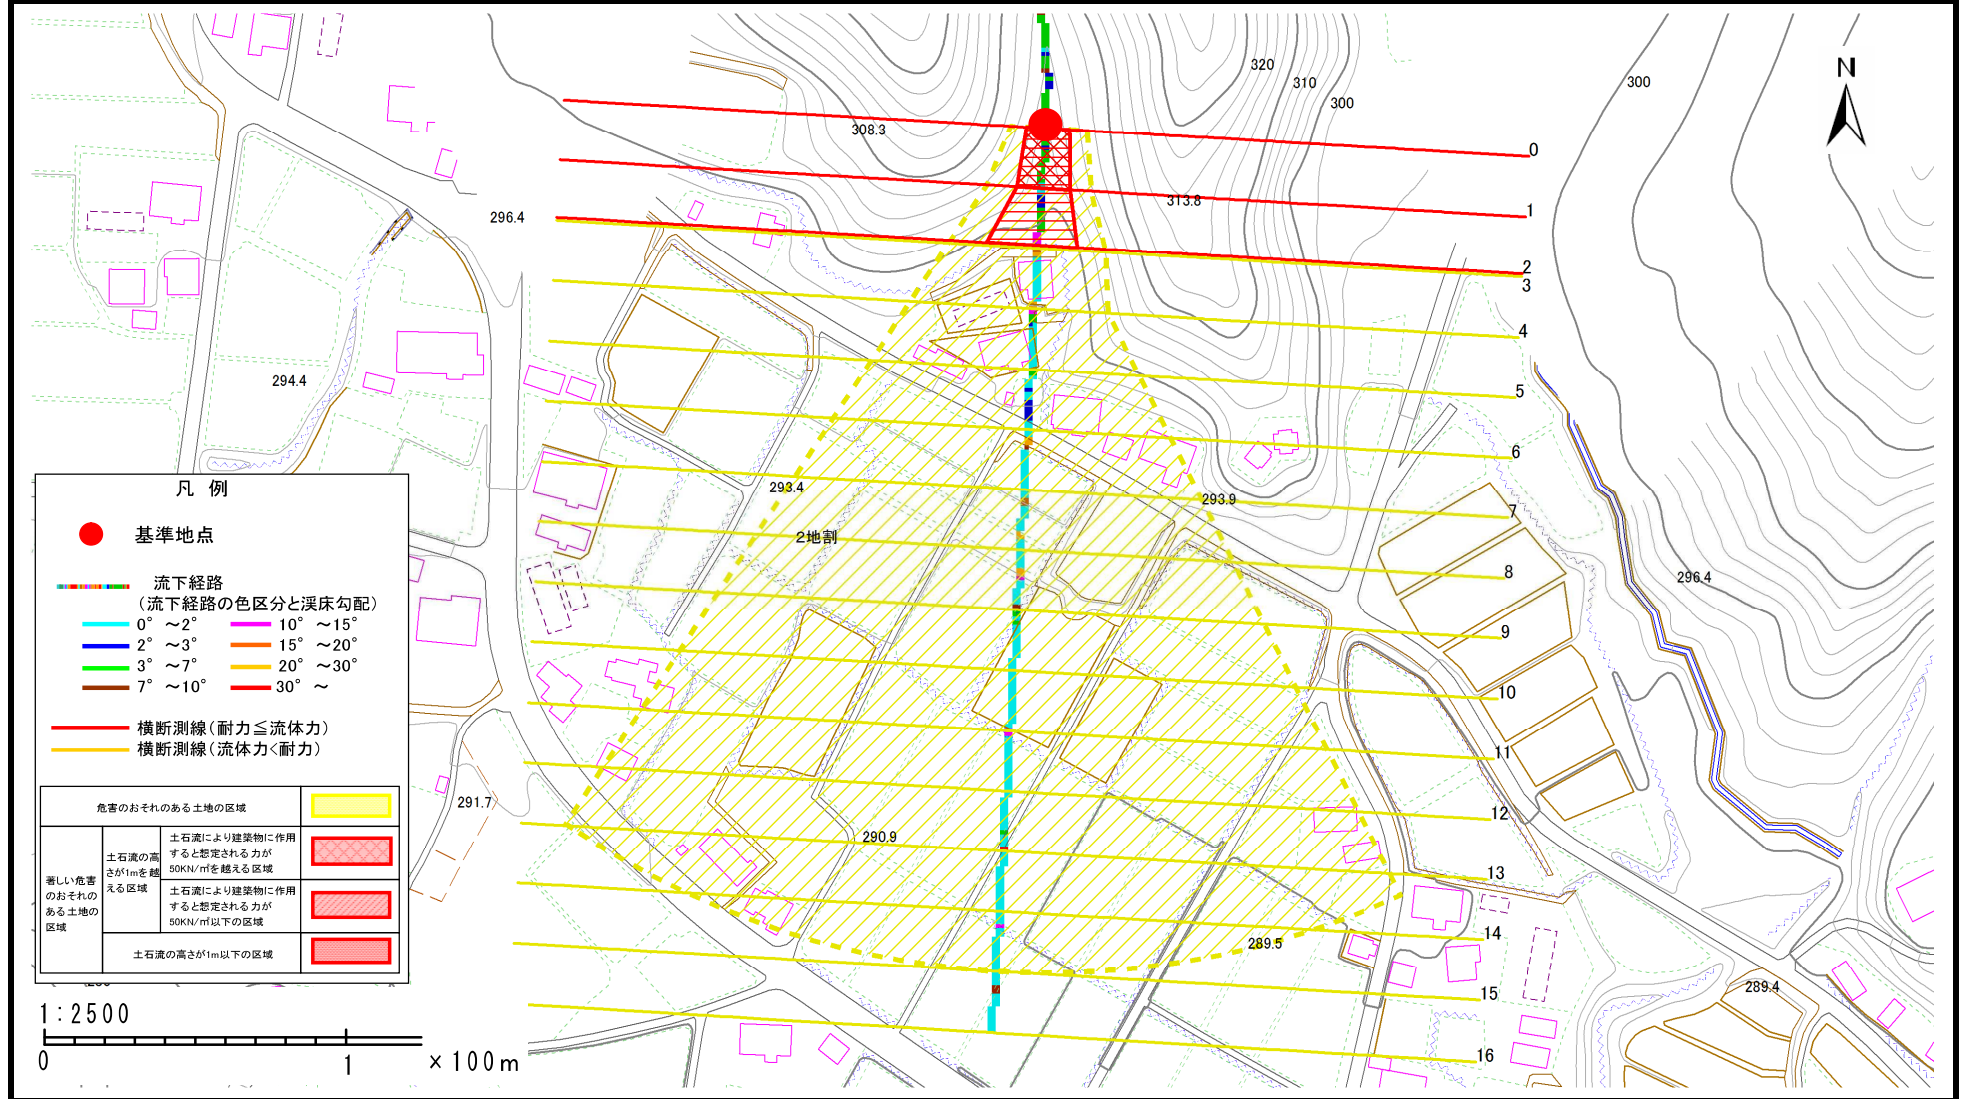 320
310
300
300
N
308.3
0
313.8
1
296.4
2
3
4
294.4
5
6
293.4
293.9
7
2地割
8
296.4
9
10
11
291.7
12
290.9
13
14
289.5
15
289.4
16
凡 例
基準地点
流下経路
(流下経路の色区分と渓床勾配)
0° ~2° 10° ~15°
2° ~3° 15° ~20°
3° ~7° 20° ~30°
7° ~10° 30° ~
横断測線(耐力≦流体力)
横断測線(流体力<耐力)
危害のおそれのある土地の区域
著しい危害
のおそれの
ある土地の
区域
土石流の高
さが1mを越
える区域
土石流により建築物に作用
すると想定される力が
50KN/㎡を越える区域
土石流により建築物に作用
すると想定される力が
50KN/㎡以下の区域
土石流の高さが1m以下の区域
1:2500
0 1 ×100m